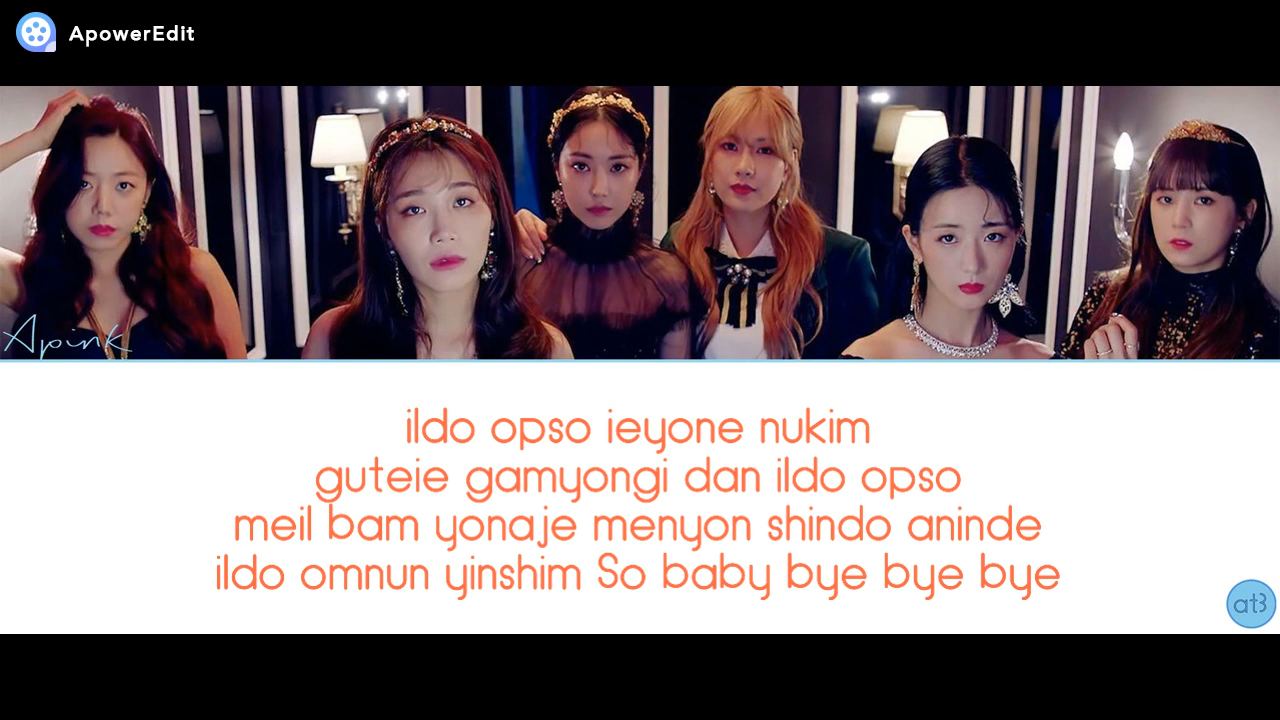 ApowerEdit
Apink
ildo opso ieyone nukim
guteie gamyongi dan ildo opso
meil bam yonaje menyon shindo aninde
ildo omnun yinshim So baby bye bye bye
at3